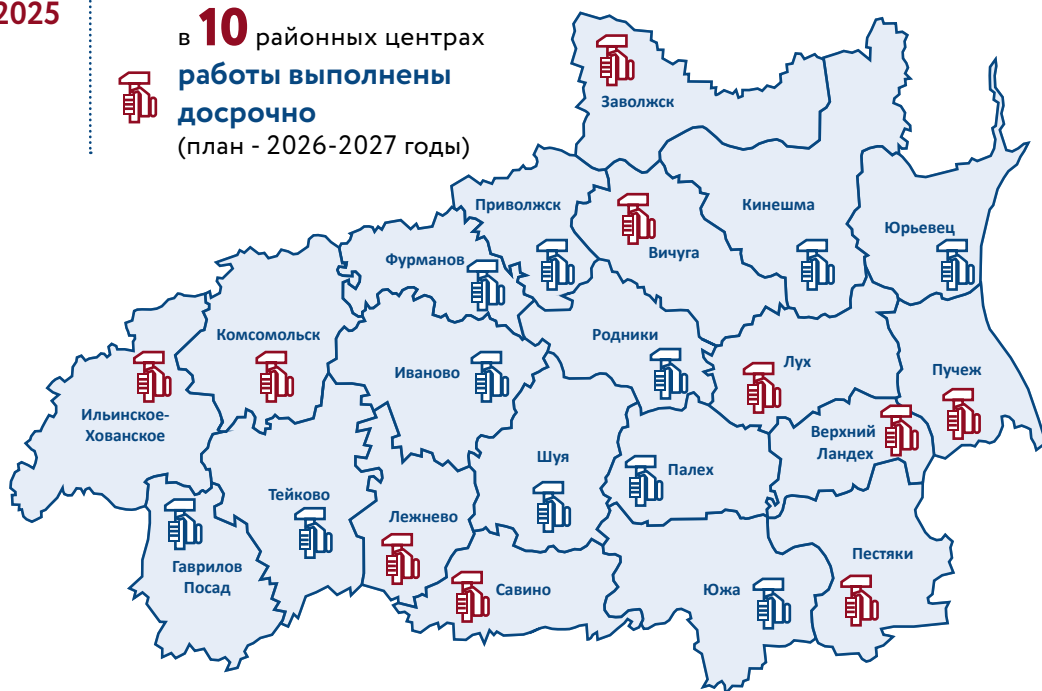 2025
в 10 районных центрах
работы выполнены
досрочно
(план - 2026-2027 годы)
Заволжск
Приволжск
Кинешма
Вичуга
Юрьевец
Фурманов
Комсомольск
Родники
Иваново
Лух
Пучеж
Ильинское-
Хованское
Верхний
Ландех
Шуя
Палех
Тейково
Лежнево
Пестяки
Гаврилов
Посад
Савино
Южа